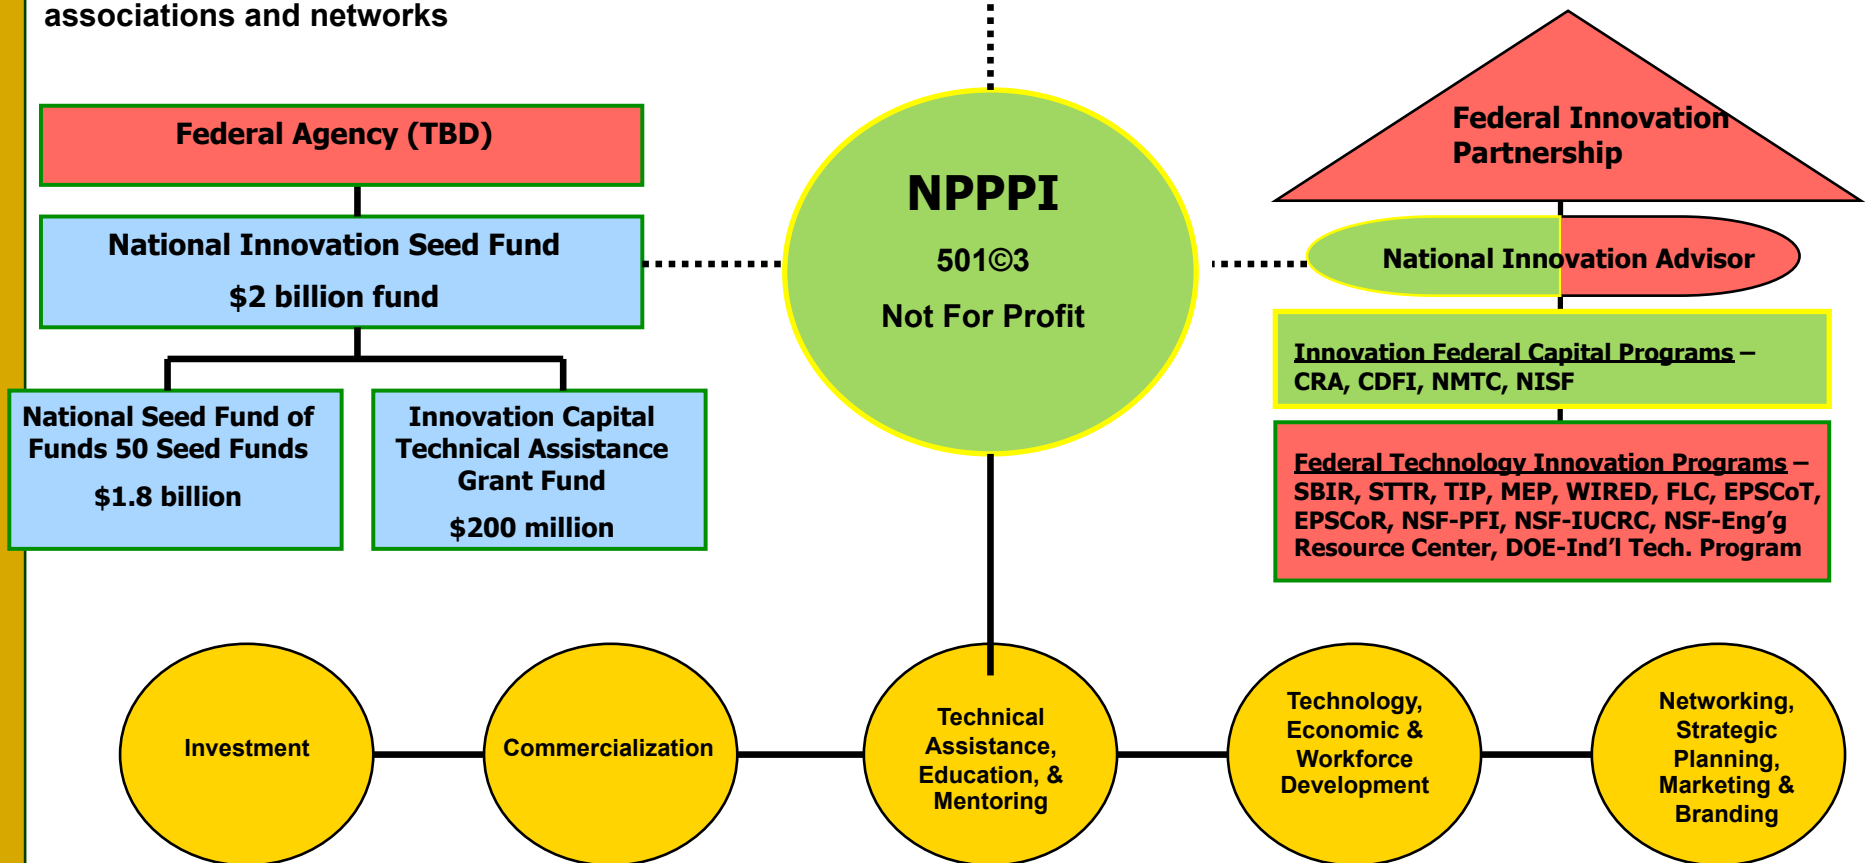 associations and networks
Federal Agency (TBD)
National Innovation Seed Fund
$2 billion fund
National Seed Fund of
Funds 50 Seed Funds
$1.8 billion
Innovation Capital
Technical Assistance
Grant Fund
$200 million
NPPPI
501©3
Not For Profit
Federal Innovation
Partnership
National Innovation Advisor
Innovation Federal Capital Programs –
CRA, CDFI, NMTC, NISF
Federal Technology Innovation Programs –
SBIR, STTR, TIP, MEP, WIRED, FLC, EPSCoT,
EPSCoR, NSF-PFI, NSF-IUCRC, NSF-Eng’g
Resource Center, DOE-Ind’l Tech. Program
Investment
Commercialization
Technical
Assistance,
Education, &
Mentoring
Technology,
Economic &
Workforce
Development
Networking,
Strategic
Planning,
Marketing &
Branding